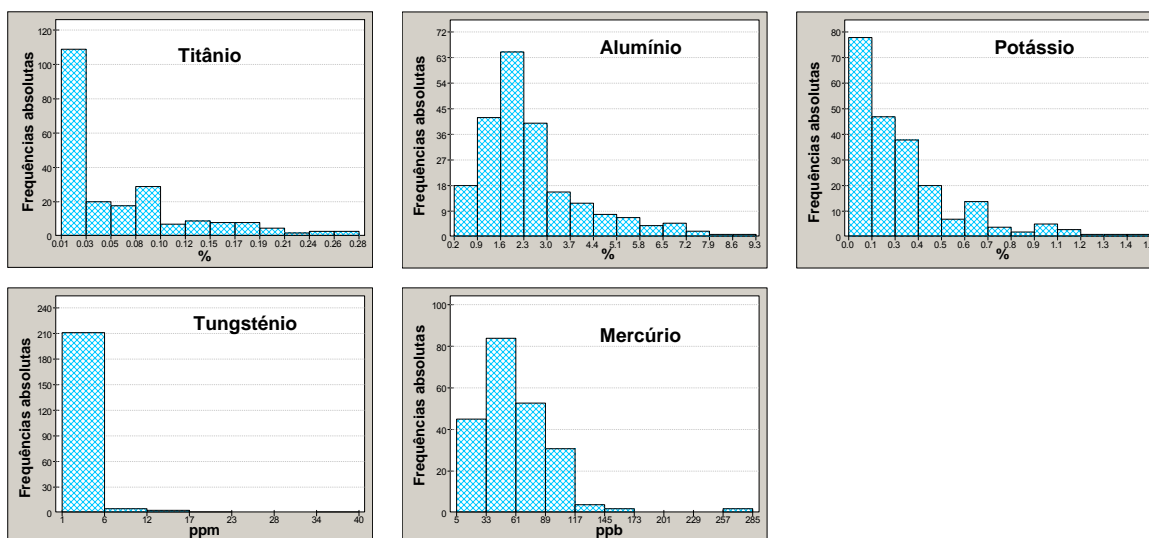 Titânio
Frequências absolutas
120
100
80
60
40
20
0
0.01 0.03 0.05 0.08 0.10 0.12 0.15 0.17 0.19 0.21 0.24 0.26 0.28
%
Alumínio
Frequências absolutas
72
63
54
45
36
27
18
9
0
0.2 0.9 1.6 2.3 3.0 3.7 4.4 5.1 5.8 6.5 7.2 7.9 8.6 9.3
%
Potássio
Frequências absolutas
80
70
60
50
40
30
20
10
0
0.0 0.1 0.3 0.4 0.5 0.6 0.7 0.8 0.9 1.1 1.2 1.3 1.4
%
Tungsténio
Frequências absolutas
240
210
180
150
120
90
60
30
0
1 6 12 17 23 28 34 40
ppm
Mercúrio
Frequências absolutas
100
80
60
40
20
0
5 33 61 89 117 145 173 201 229 257 285
ppb